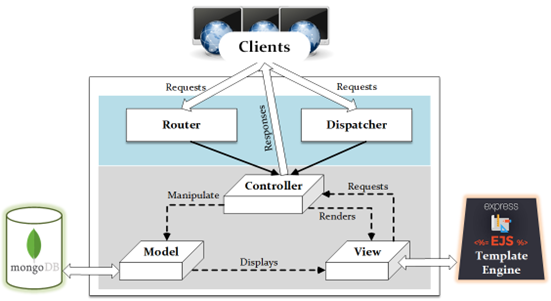 Clients
Requests
Requests
Responses
Router
Dispatcher
Controller
Manipulate
Requests
Renders
Model
Displays
View
mongoDB
express
<%= EJS %>
Template
Engine